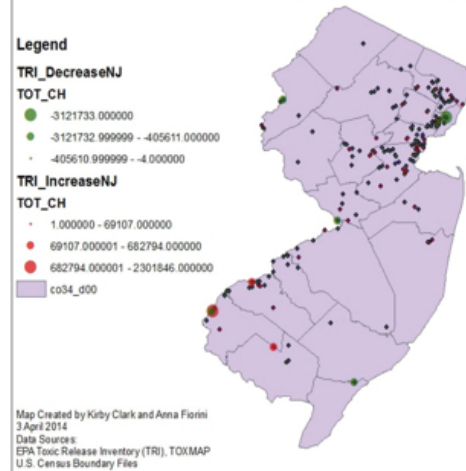 Legend
TRI_DecreaseNJ
TOT_CH
-3121733.000000
-3121732.999999 - -405611.000000
-405610.999999 - -4.000000
TRI_IncreaseNJ
TOT_CH
1.000000 - 69107.000000
69107.000001 - 682794.000000
682794.000001 - 2301846.000000
co34_d00
Map Created by Kirby Clark and Anna Fiorini
3 April 2014
Data Sources:
EPA Toxic Release Inventory (TRI), TOXMAP
U.S. Census Boundary Files